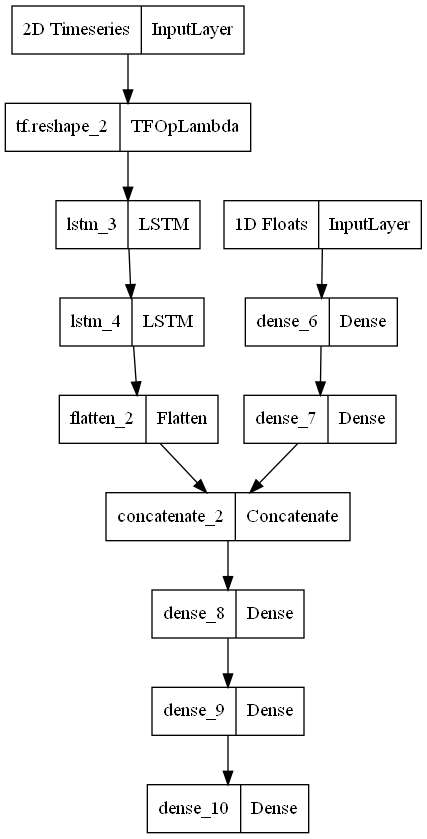 2D Timeseries InputLayer
tf.reshape_2 TFOpLambda
lstm_3 LSTM
1D Floats InputLayer
lstm_4 LSTM
dense_6 Dense
flatten_2 Flatten
dense_7 Dense
concatenate_2 Concatenate
dense_8 Dense
dense_9 Dense
dense_10 Dense